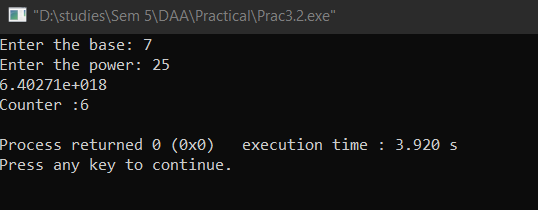 "D:\studies\Sem 5\DAA\Practical\Prac3.2.exe"
Enter the base: 7
Enter the power: 25
6.40271e+018
Counter :6
Process returned 0 (0x0)   execution time : 3.920 s
Press any key to continue.